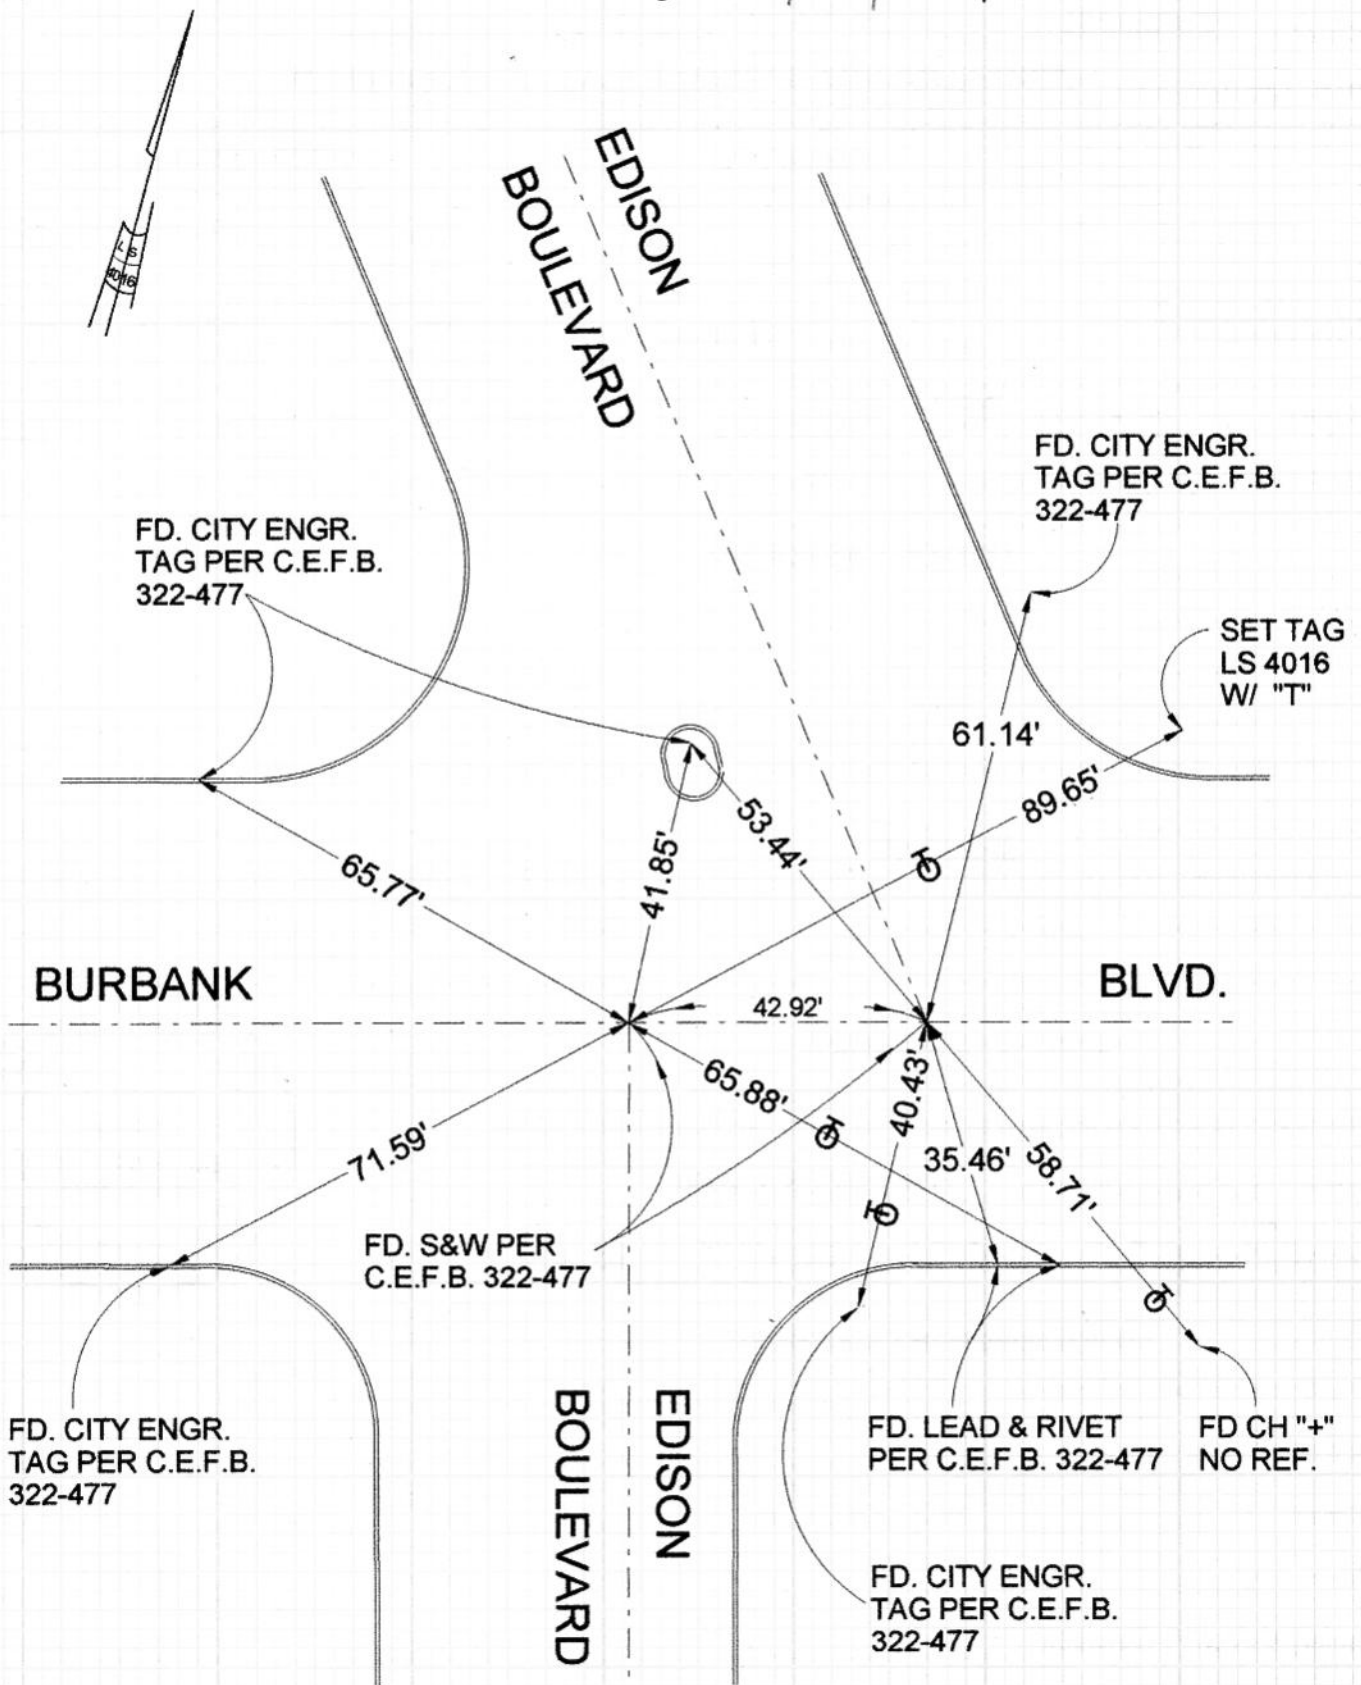 EDISON
BOULEVARD
L S
4016
FD. CITY ENGR.
TAG PER C.E.F.B.
322-477
FD. CITY ENGR.
TAG PER C.E.F.B.
322-477
SET TAG
LS 4016
W/ "T"
61.14'
89.65'
53.44'
41.85'
65.77'
BURBANK
BLVD.
42.92'
65.88'
40.43'
35.46'
58.71'
71.59'
FD. S&W PER
C.E.F.B. 322-477
FD. CITY ENGR.
TAG PER C.E.F.B.
322-477
BOULEVARD
EDISON
FD. LEAD & RIVET
PER C.E.F.B. 322-477
FD CH "+"
NO REF.
FD. CITY ENGR.
TAG PER C.E.F.B.
322-477